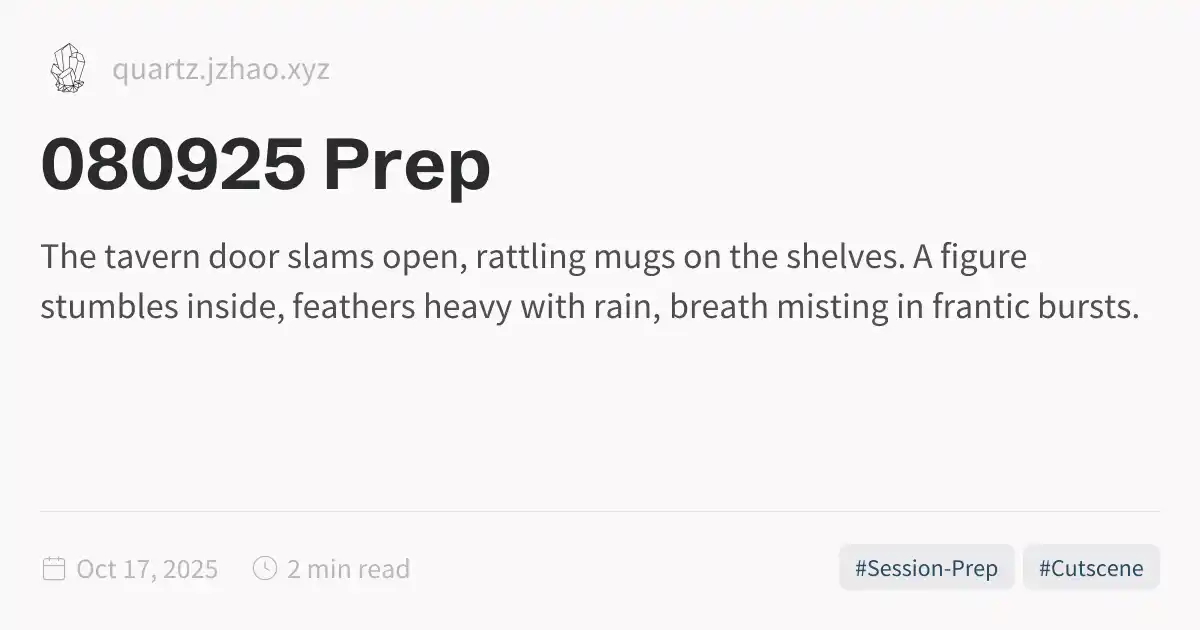 quartz.jzhao.xyz
080925 Prep
The tavern door slams open, rattling mugs on the shelves. A figure
stumbles inside, feathers heavy with rain, breath misting in frantic bursts.
Oct 17, 2025 2 min read #Session-Prep #Cutscene